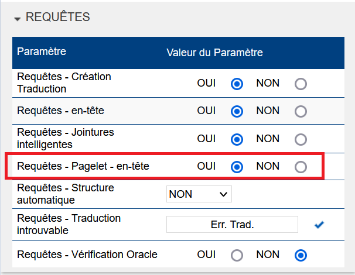 REQUÊTES
Paramètre Valeur du Paramètre
Requêtes - Création
Traduction
OUI NON
Requêtes - en-tête OUI NON
Requêtes - Jointures
intelligentes
OUI NON
Requêtes - Pagelet - en-tête OUI NON
Requêtes - Structure
automatique
NON
Requêtes - Traduction
introuvable
Err. Trad.
Requêtes - Vérification Oracle OUI NON